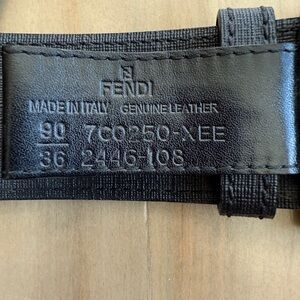 FENDI
MADE IN ITALY GENUINE LEATHER
90 7C0250-XEE
36 2446-108